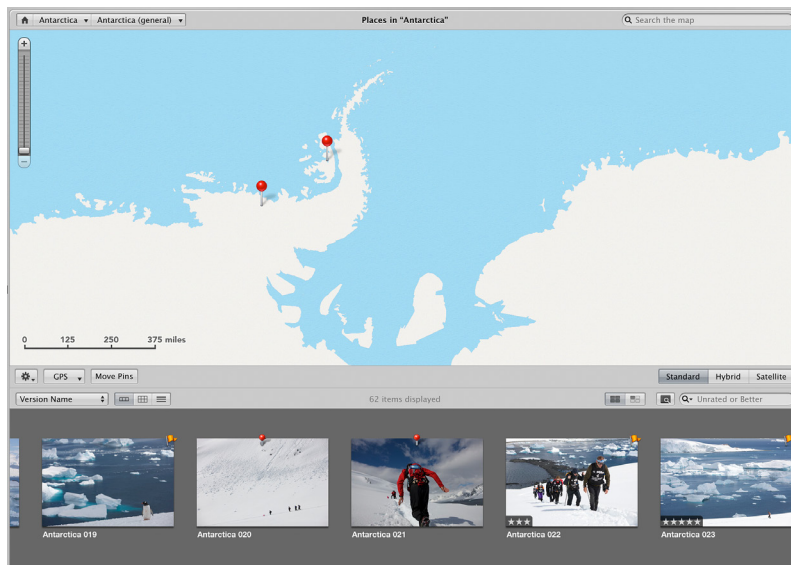 Antarctica Antarctica (general) Places in “Antarctica” Search the map
0 125 250 375 miles
GPS Move Pins Standard Hybrid Satellite
Version Name 62 items displayed Unrated or Better
Antarctica 019 Antarctica 020 Antarctica 021 Antarctica 022 Antarctica 023